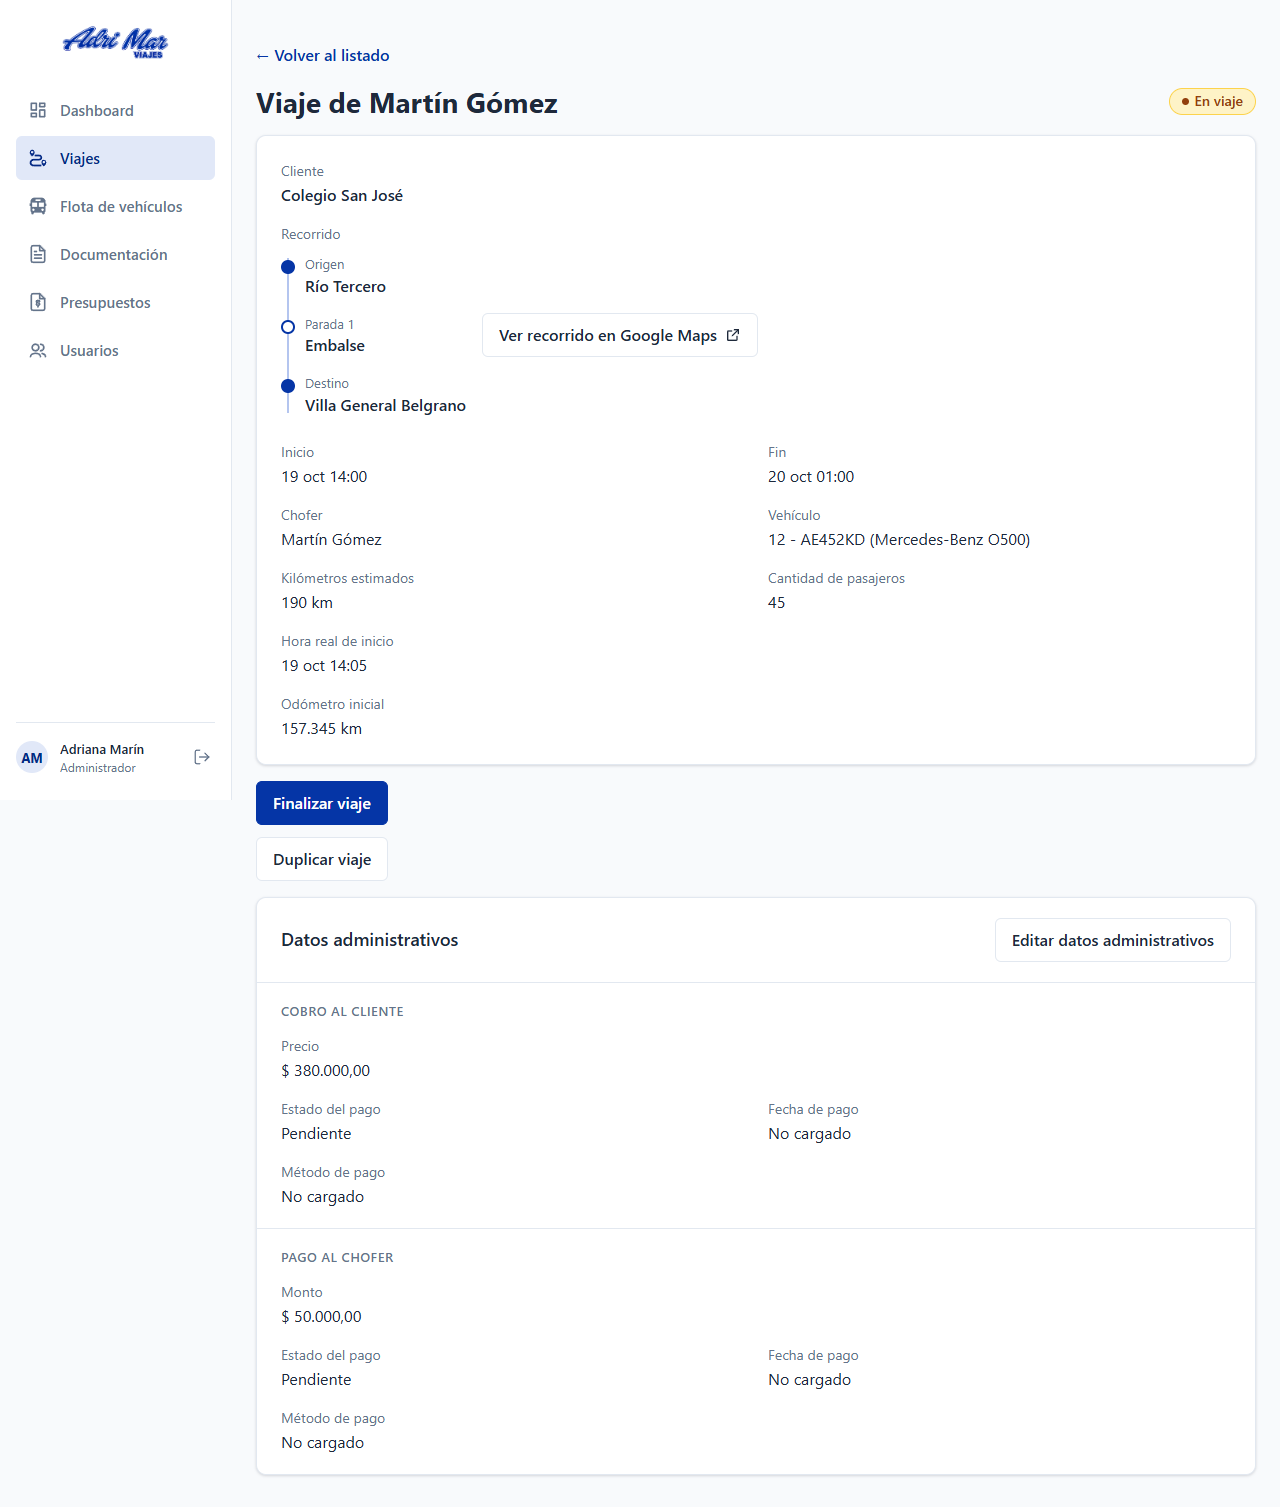 Adri Mar
VIAJES
Dashboard
Viajes
Flota de vehículos
Documentación
Presupuestos
Usuarios
AM
Adriana Marín
Administrador
← Volver al listado
Viaje de Martín Gómez
En viaje
Cliente
Colegio San José
Recorrido
Origen
Río Tercero
Parada 1
Embalse
Destino
Villa General Belgrano
Ver recorrido en Google Maps
Inicio
19 oct 14:00
Fin
20 oct 01:00
Chofer
Martín Gómez
Vehículo
12 - AE452KD (Mercedes-Benz O500)
Kilómetros estimados
190 km
Cantidad de pasajeros
45
Hora real de inicio
19 oct 14:05
Odómetro inicial
157.345 km
Finalizar viaje
Duplicar viaje
Datos administrativos
Editar datos administrativos
COBRO AL CLIENTE
Precio
$ 380.000,00
Estado del pago
Pendiente
Fecha de pago
No cargado
Método de pago
No cargado
PAGO AL CHOFER
Monto
$ 50.000,00
Estado del pago
Pendiente
Fecha de pago
No cargado
Método de pago
No cargado